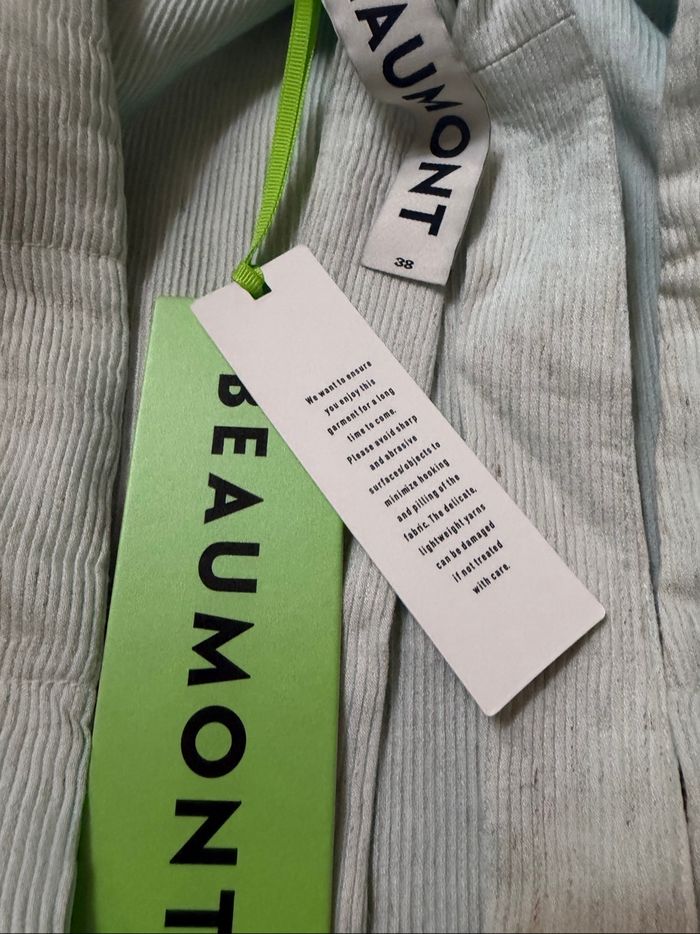 BEAUMONT
38
We want to ensure
you enjoy this
garment for a long
time to come.
Please avoid sharp
and abrasive
surfaces/objects to
minimize hooking
and pilling of the
fabric. The delicate,
lightweight yarns
can be damaged
if not treated
with care.
BEAUMONT